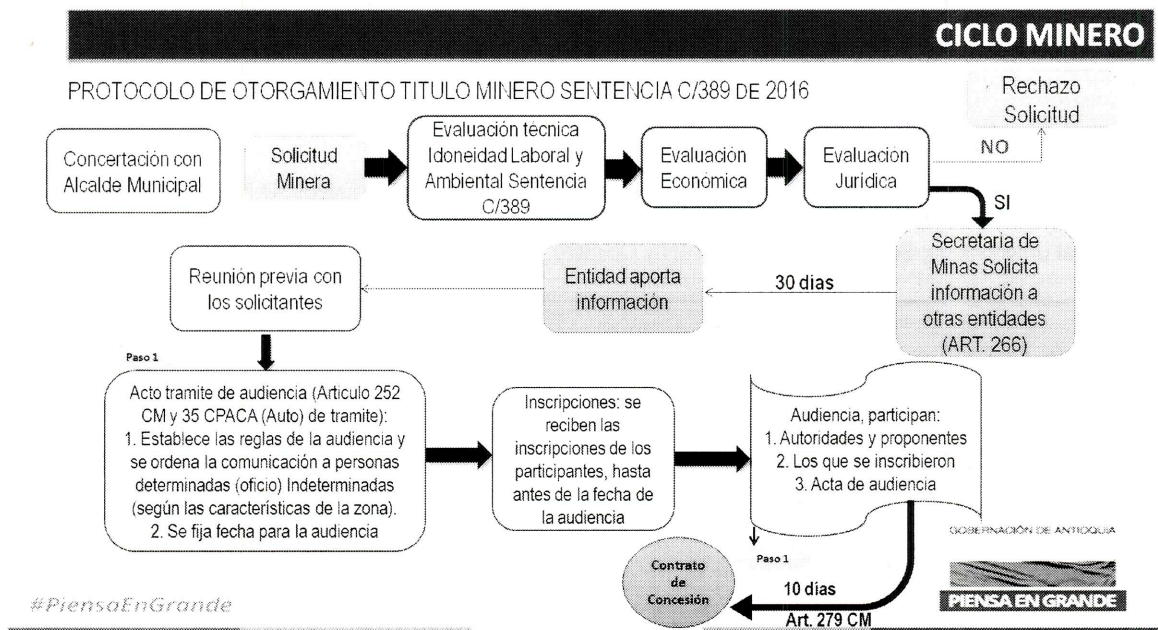 CICLO MINERO
PROTOCOLO DE OTORGAMIENTO TITULO MINERO SENTENCIA C/389 DE 2016
Rechazo
Solicitud
Concertación con
Alcalde Municipal
Solicitud
Minera
Evaluación técnica
Idoneidad Laboral y
Ambiental Sentencia
C/389
Evaluación
Económica
Evaluación
Jurídica
NO
SI
Secretaria de
Minas Solicita
información a
otras entidades
(ART. 266)
30 dias
Entidad aporta
información
Reunión previa con
los solicitantes
Paso 1
Acto tramite de audiencia (Articulo 252
CM y 35 CPACA (Auto) de tramite):
1. Establece las reglas de la audiencia y
se ordena la comunicación a personas
determinadas (oficio) Indeterminadas
(según las características de la zona).
2. Se fija fecha para la audiencia
Inscripciones: se
reciben las
inscripciones de los
participantes, hasta
antes de la fecha de
la audiencia
Audiencia, participan:
1. Autoridades y proponentes
2. Los que se inscribieron
3. Acta de audiencia
Paso 1
Contrato
de
Concesión
10 días
Art. 279 CM
GOBERNACIÓN DE ANTIOQUIA
PIENSA EN GRANDE
#PiensaEnGrande